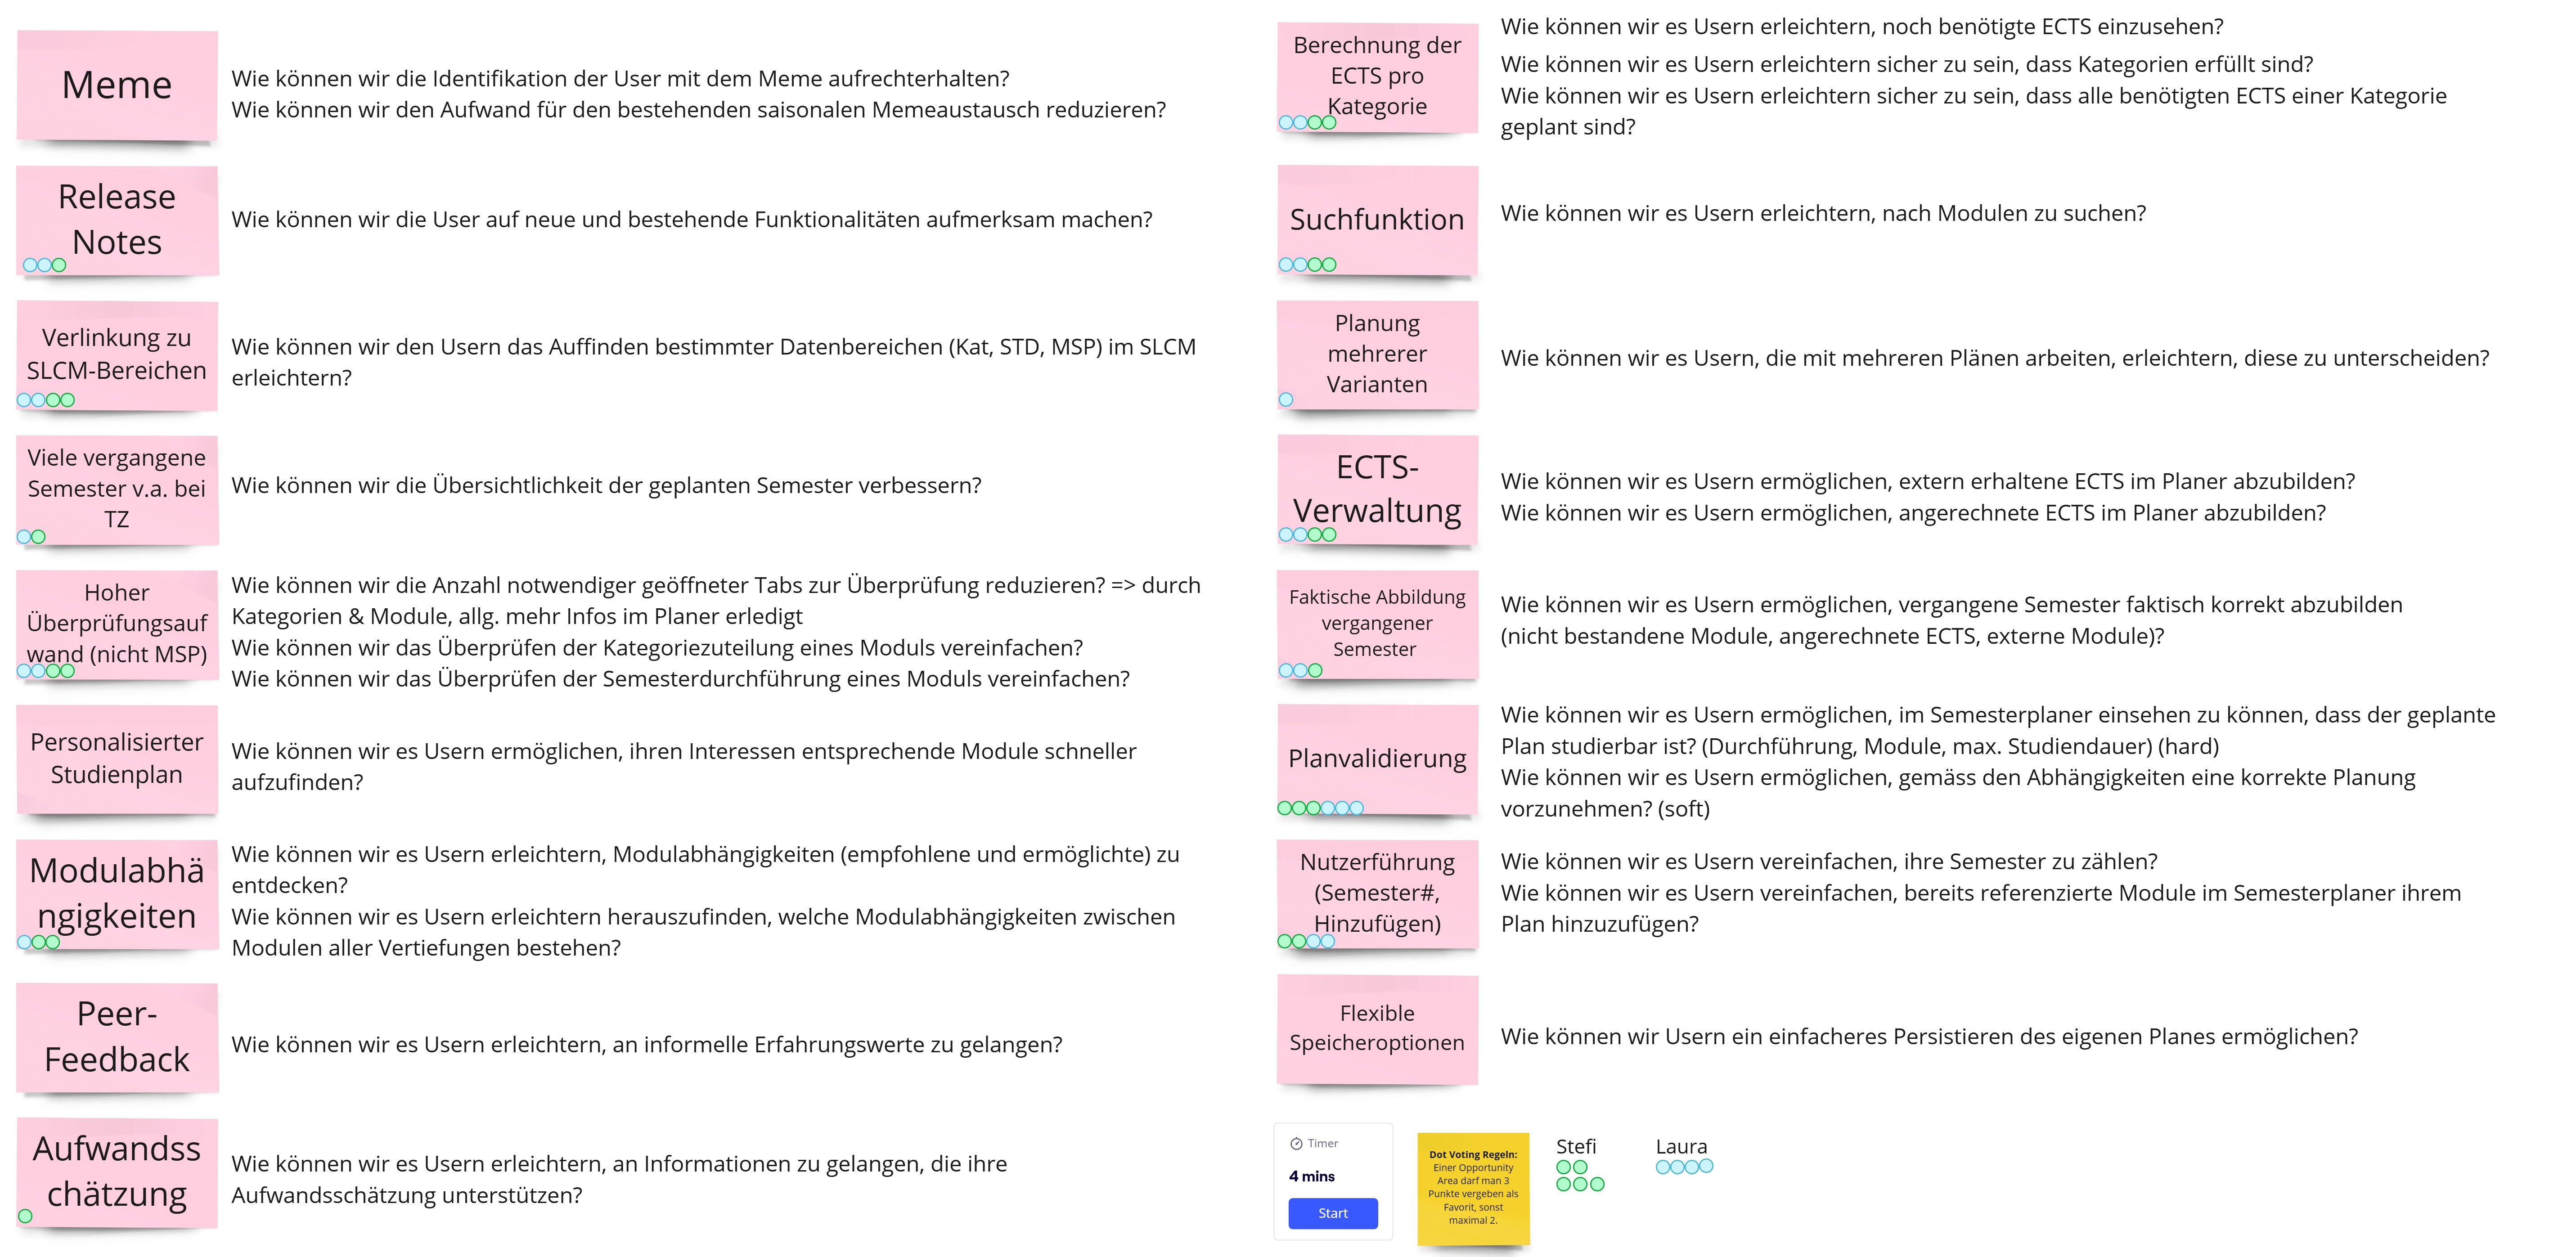 Meme
Wie können wir die Identifikation der User mit dem Meme aufrechterhalten?
Wie können wir den Aufwand für den bestehenden saisonalen Memeaustausch reduzieren?
Release
Notes
Wie können wir die User auf neue und bestehende Funktionalitäten aufmerksam machen?
Verlinkung zu
SLCM-Bereichen
Wie können wir den Usern das Auffinden bestimmter Datenbereichen (Kat, STD, MSP) im SLCM
erleichtern?
Viele vergangene
Semester v.a. bei
TZ
Wie können wir die Übersichtlichkeit der geplanten Semester verbessern?
Hoher
Überprüfungsauf
wand (nicht MSP)
Wie können wir die Anzahl notwendiger geöffneter Tabs zur Überprüfung reduzieren? => durch
Kategorien & Module, allg. mehr Infos im Planer erledigt
Wie können wir das Überprüfen der Kategoriezuteilung eines Moduls vereinfachen?
Wie können wir das Überprüfen der Semesterdurchführung eines Moduls vereinfachen?
Personalisierter
Studienplan
Wie können wir es Usern ermöglichen, ihren Interessen entsprechende Module schneller
aufzufinden?
Modulabhä
ngigkeiten
Wie können wir es Usern erleichtern, Modulabhängigkeiten (empfohlene und ermöglichte) zu
entdecken?
Wie können wir es Usern erleichtern herauszufinden, welche Modulabhängigkeiten zwischen
Modulen aller Vertiefungen bestehen?
Peer-
Feedback
Wie können wir es Usern erleichtern, an informelle Erfahrungswerte zu gelangen?
Aufwandss
chätzung
Wie können wir es Usern erleichtern, an Informationen zu gelangen, die ihre
Aufwandsschätzung unterstützen?
Berechnung der
ECTS pro
Kategorie
Wie können wir es Usern erleichtern, noch benötigte ECTS einzusehen?
Wie können wir es Usern erleichtern sicher zu sein, dass Kategorien erfüllt sind?
Wie können wir es Usern erleichtern sicher zu sein, dass alle benötigten ECTS einer Kategorie
geplant sind?
Suchfunktion
Wie können wir es Usern erleichtern, nach Modulen zu suchen?
Planung
mehrerer
Varianten
Wie können wir es Usern, die mit mehreren Plänen arbeiten, erleichtern, diese zu unterscheiden?
ECTS-
Verwaltung
Wie können wir es Usern ermöglichen, extern erhaltene ECTS im Planer abzubilden?
Wie können wir es Usern ermöglichen, angerechnete ECTS im Planer abzubilden?
Faktische Abbildung
vergangener
Semester
Wie können wir es Usern ermöglichen, vergangene Semester faktisch korrekt abzubilden
(nicht bestandene Module, angerechnete ECTS, externe Module)?
Planvalidierung
Wie können wir es Usern ermöglichen, im Semesterplaner einsehen zu können, dass der geplante
Plan studierbar ist? (Durchführung, Module, max. Studiendauer) (hard)
Wie können wir es Usern ermöglichen, gemäss den Abhängigkeiten eine korrekte Planung
vorzunehmen? (soft)
Nutzerführung
(Semester#,
Hinzufügen)
Wie können wir es Usern vereinfachen, ihre Semester zu zählen?
Wie können wir es Usern vereinfachen, bereits referenzierte Module im Semesterplaner ihrem
Plan hinzuzufügen?
Flexible
Speicheroptionen
Wie können wir Usern ein einfacheres Persistieren des eigenen Planes ermöglichen?
Timer
4 mins
Start
Dot Voting Regeln:
Einer Opportunity
Area darf man 3
Punkte vergeben als
Favorit, sonst
maximal 2.
Stefi
Laura